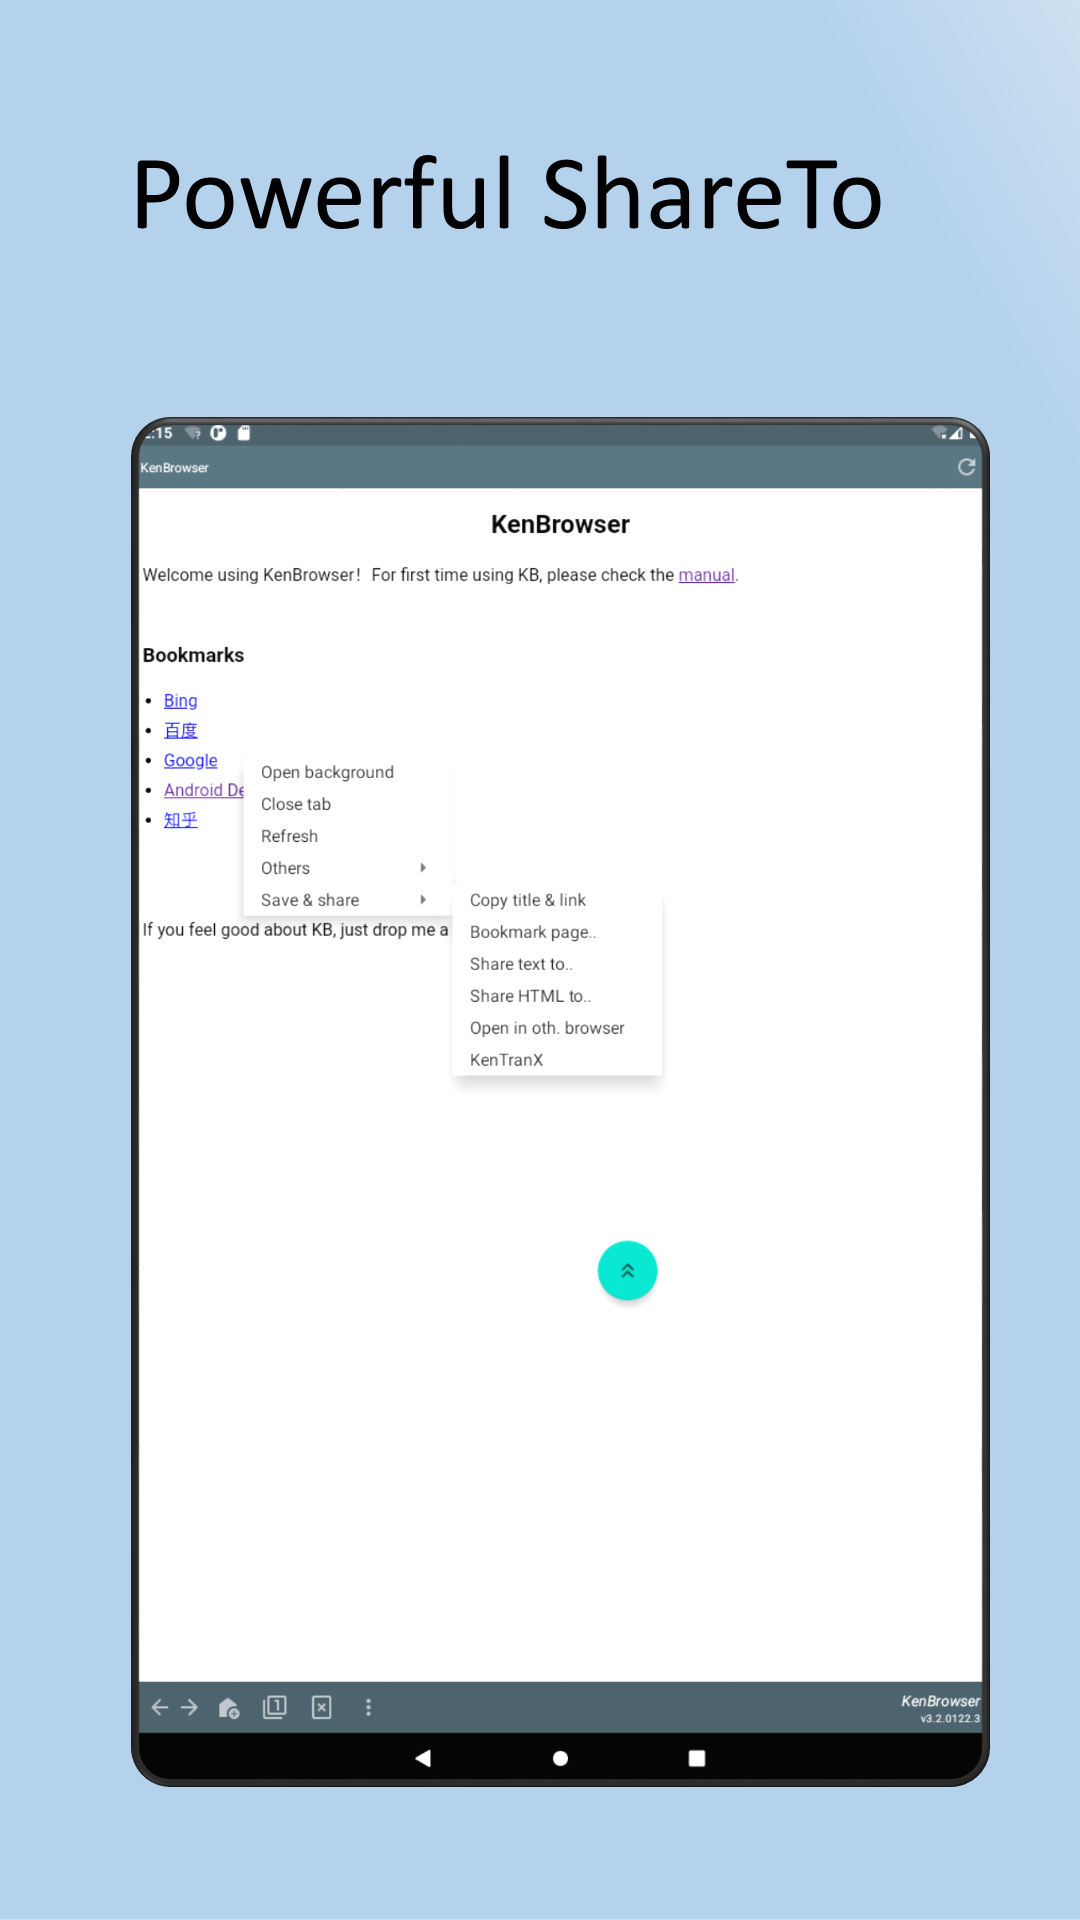 Powerful ShareTo
:15
KenBrowser
KenBrowser
Welcome using KenBrowser！For first time using KB, please check the manual.
Bookmarks
Bing
百度
Google
Android De
知乎
Open background
Close tab
Refresh
Others
Save & share
Copy title & link
Bookmark page..
Share text to..
Share HTML to..
Open in oth. browser
KenTranX
If you feel good about KB, just drop me a
1
KenBrowser
v3.2.0122.3